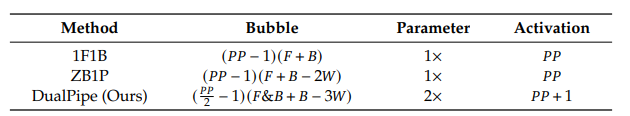 Method Bubble Parameter Activation
1F1B (PP − 1)(F + B) 1× PP
ZB1P (PP − 1)(F + B − 2W) 1× PP
DualPipe (Ours) (PP/2 − 1)(F&B + B − 3W) 2× PP + 1